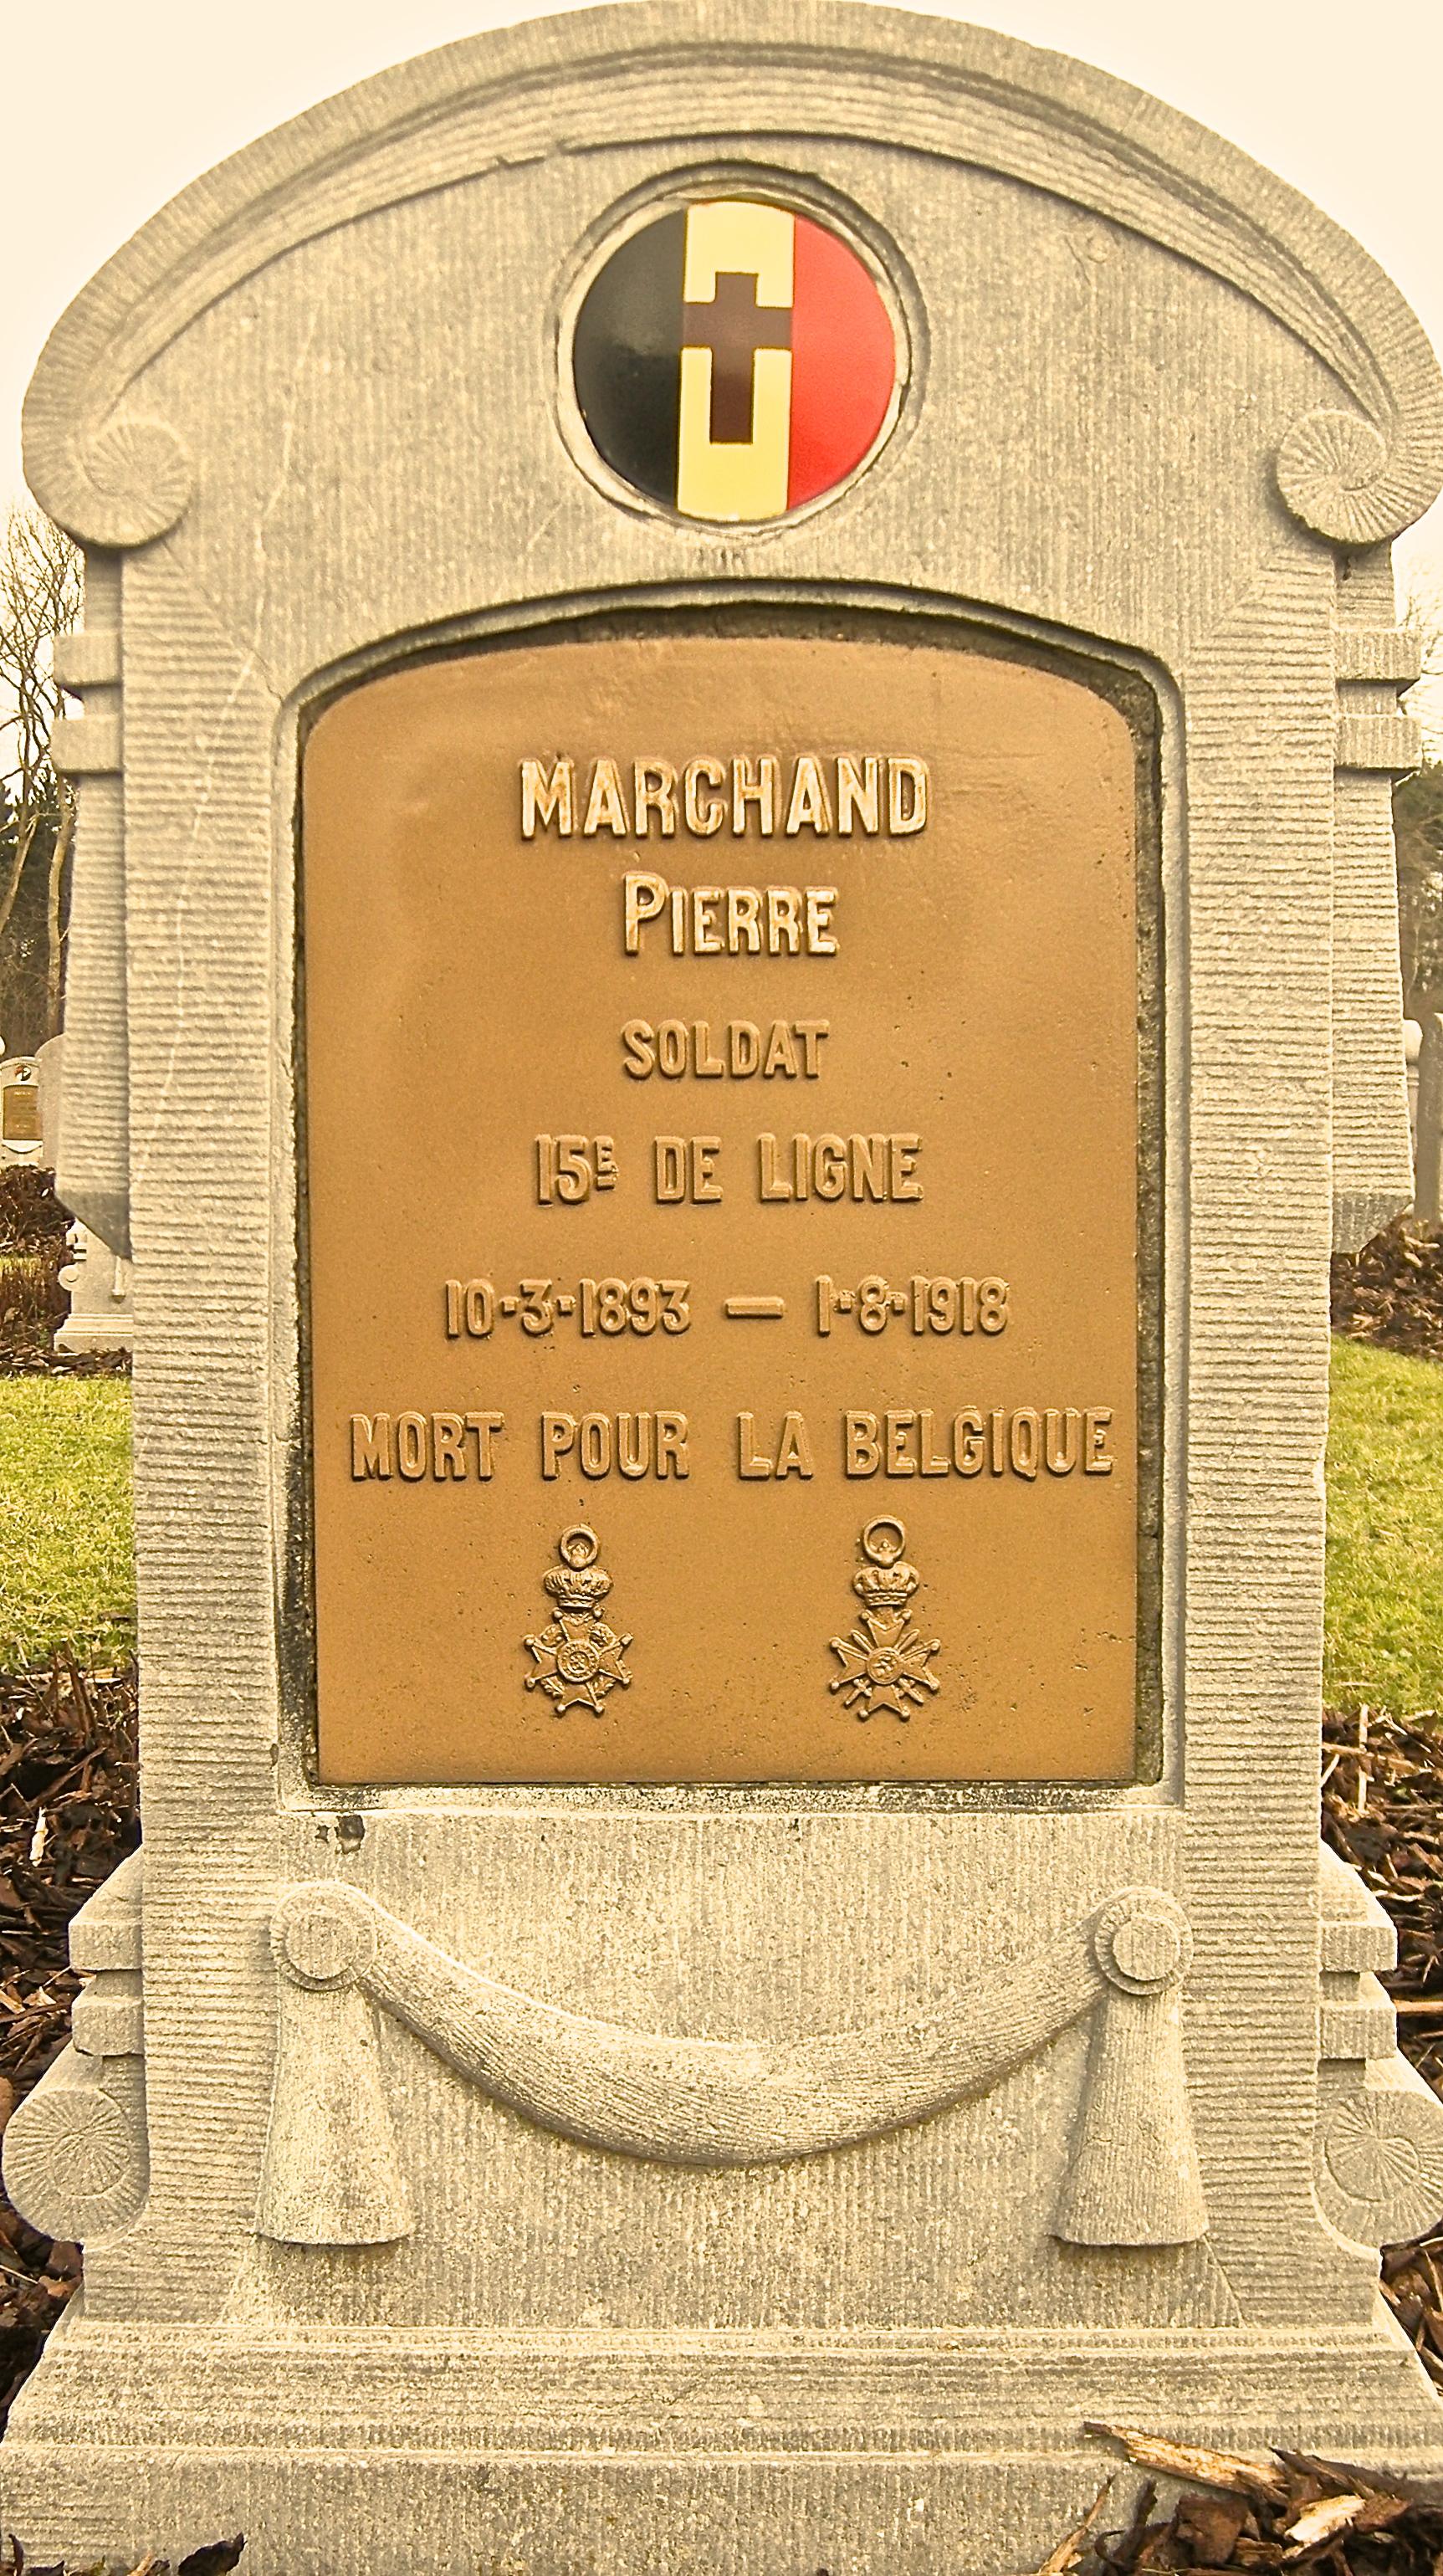 MARCHAND
PIERRE
SOLDAT
15E DE LIGNE
10-3-1893 — 1-8-1918
MORT POUR LA BELGIQUE